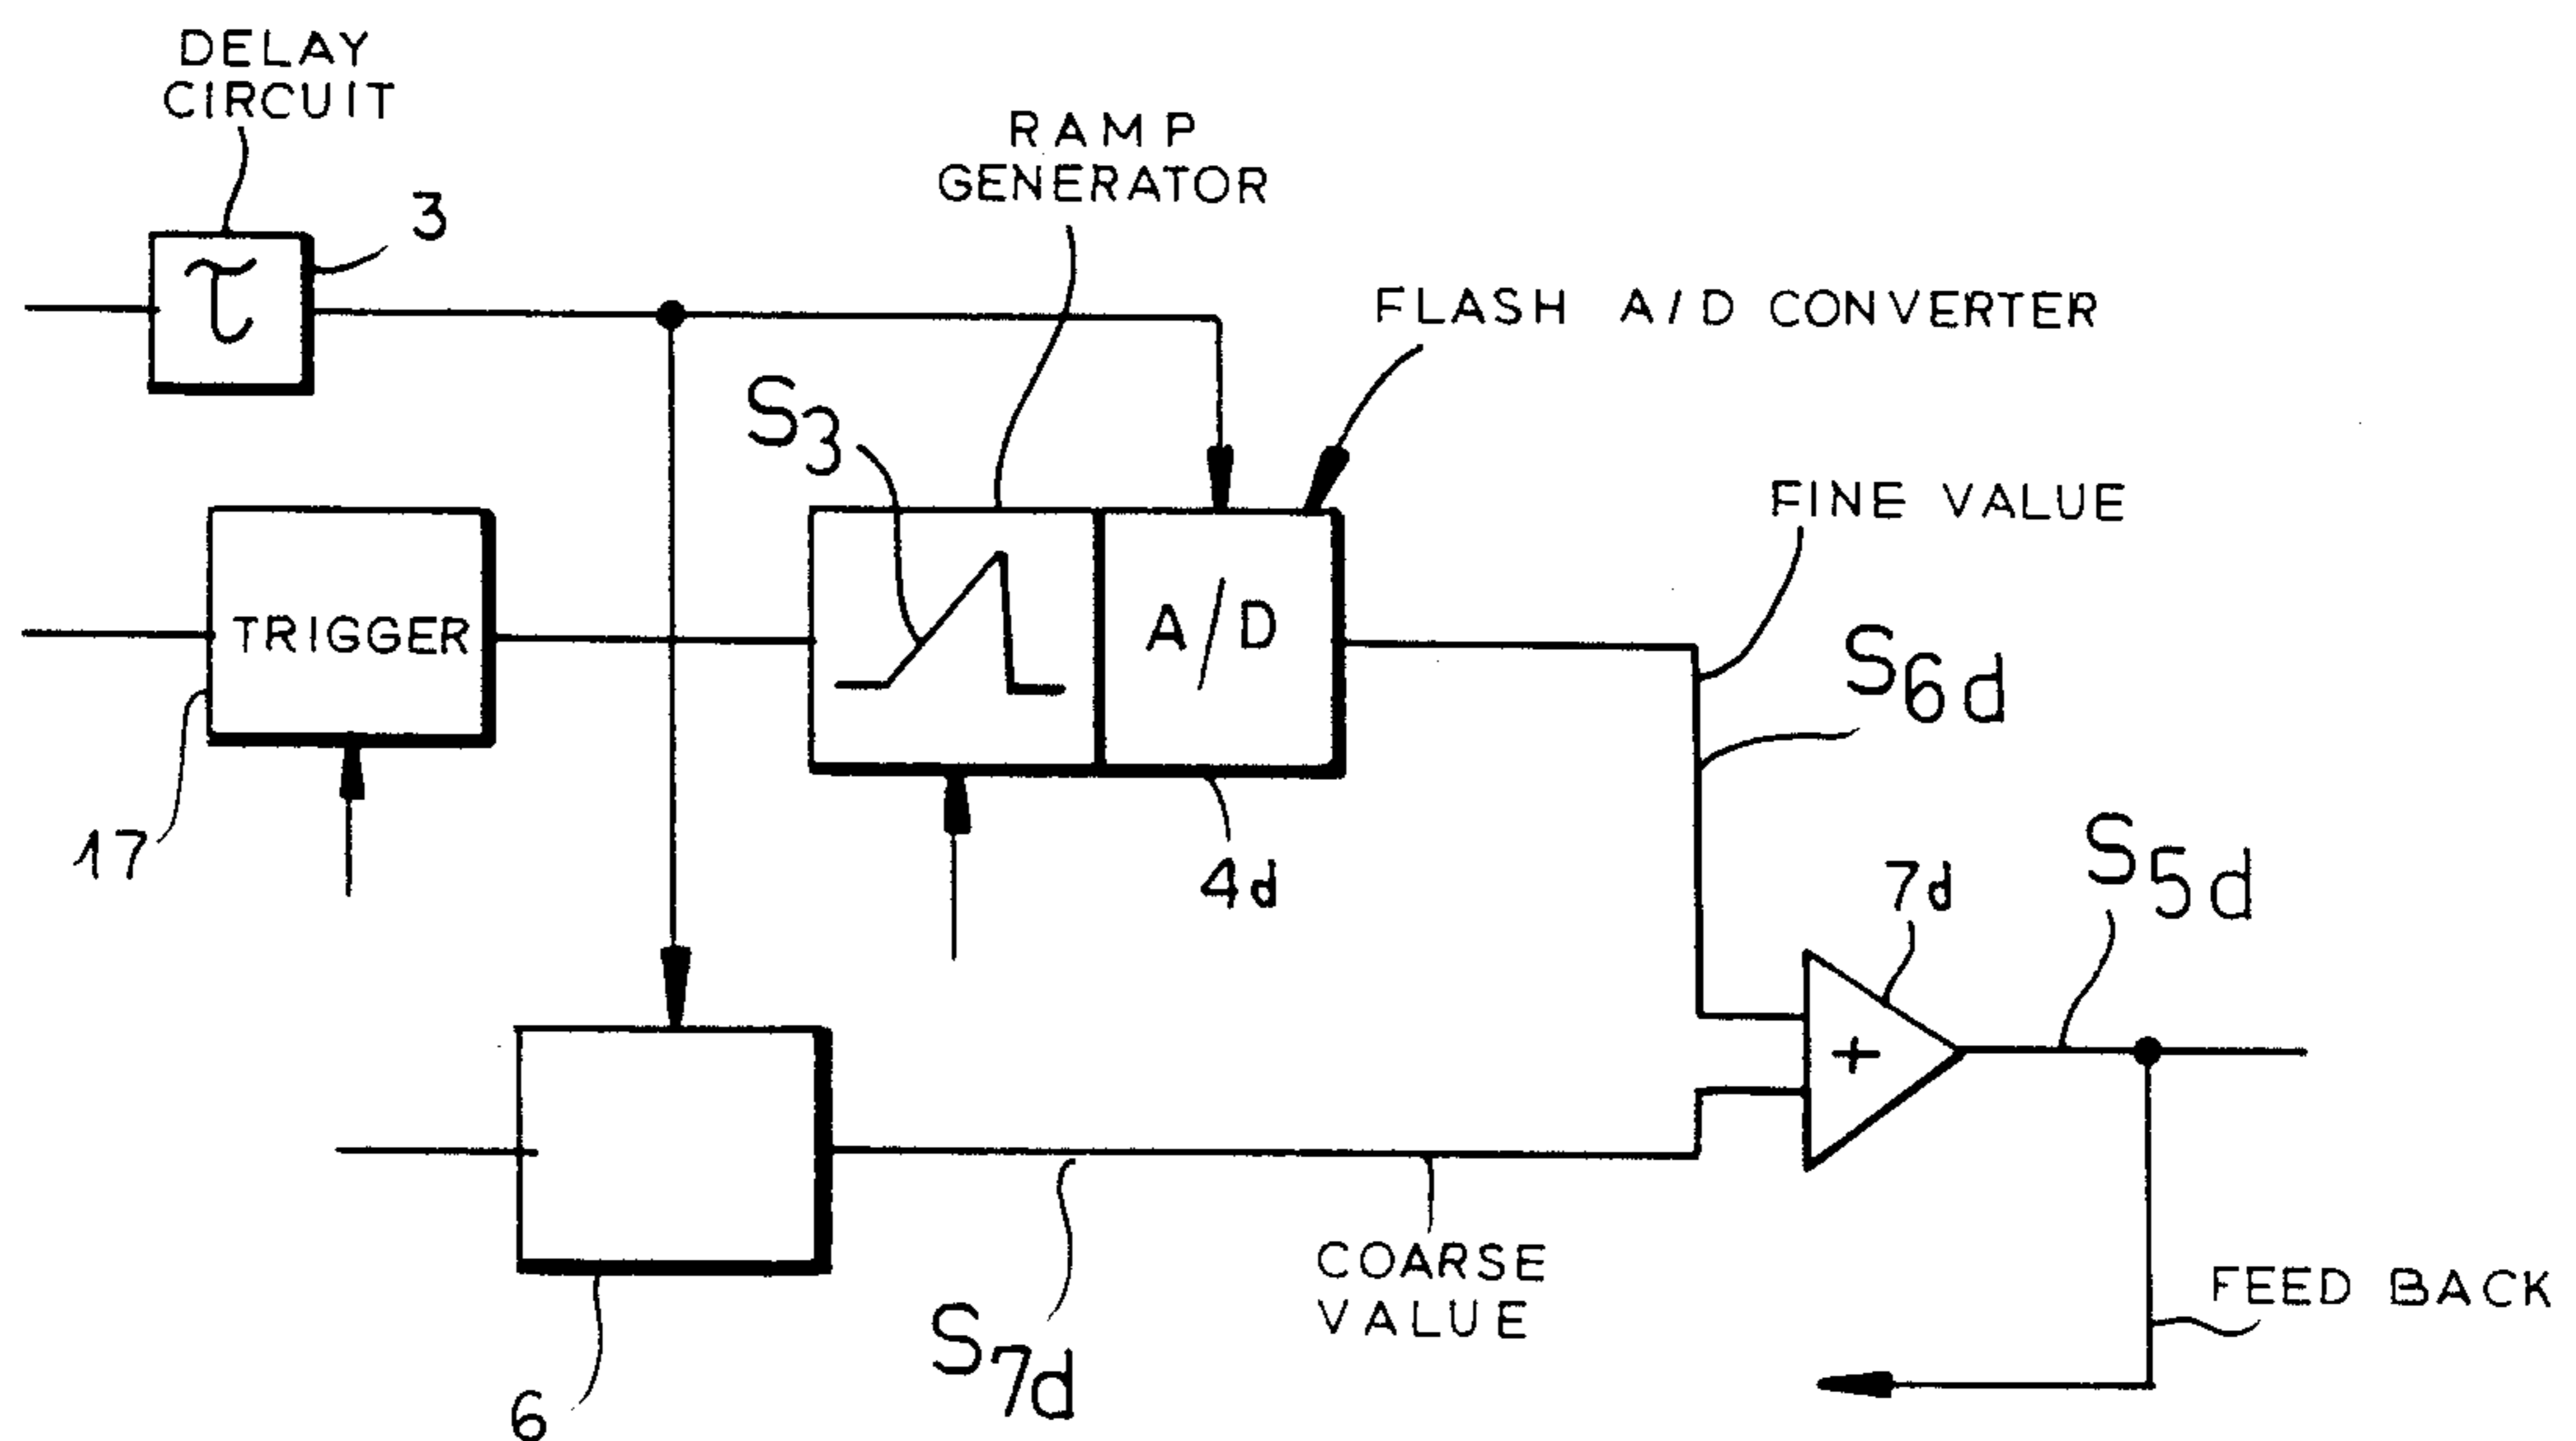 DELAY
CIRCUIT
3
RAMP
GENERATOR
FLASH A/D CONVERTER
τ
S3
FINE VALUE
TRIGGER
A/D
S6d
17
4d
7d
S5d
+
COARSE
VALUE
FEED BACK
S7d
6